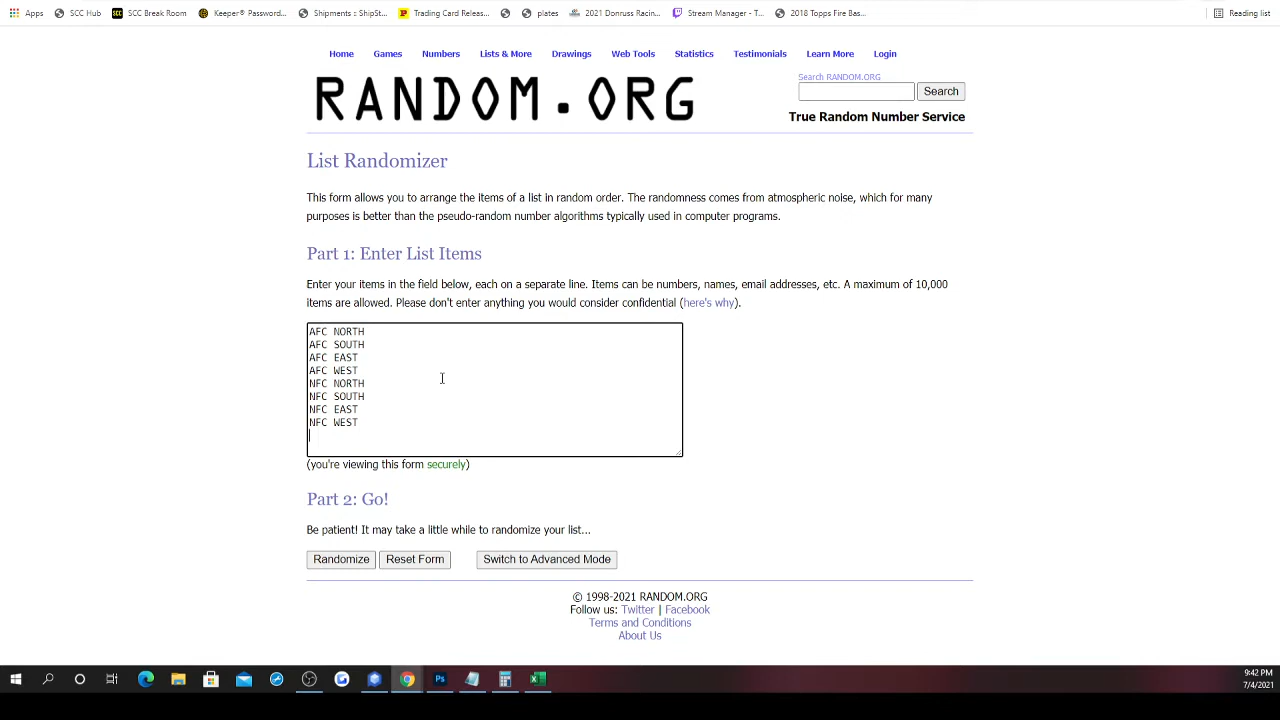 Apps SCC Hub SCC Break Room Keeper® Password... Shipments :: ShipSt... Trading Card Releas... plates 2021 Donruss Racin... Stream Manager - T... 2018 Topps Fire Bas... Reading list
Home Games Numbers Lists & More Drawings Web Tools Statistics Testimonials Learn More Login
RANDOM.ORG
Search RANDOM.ORG
Search
True Random Number Service
List Randomizer
This form allows you to arrange the items of a list in random order. The randomness comes from atmospheric noise, which for many
purposes is better than the pseudo-random number algorithms typically used in computer programs.
Part 1: Enter List Items
Enter your items in the field below, each on a separate line. Items can be numbers, names, email addresses, etc. A maximum of 10,000
items are allowed. Please don't enter anything you would consider confidential (here's why).
AFC NORTH
AFC SOUTH
AFC EAST
AFC WEST
NFC NORTH
NFC SOUTH
NFC EAST
NFC WEST
(you're viewing this form securely)
Part 2: Go!
Be patient! It may take a little while to randomize your list...
Randomize Reset Form Switch to Advanced Mode
© 1998-2021 RANDOM.ORG
Follow us: Twitter | Facebook
Terms and Conditions
About Us
9:42 PM
7/4/2021